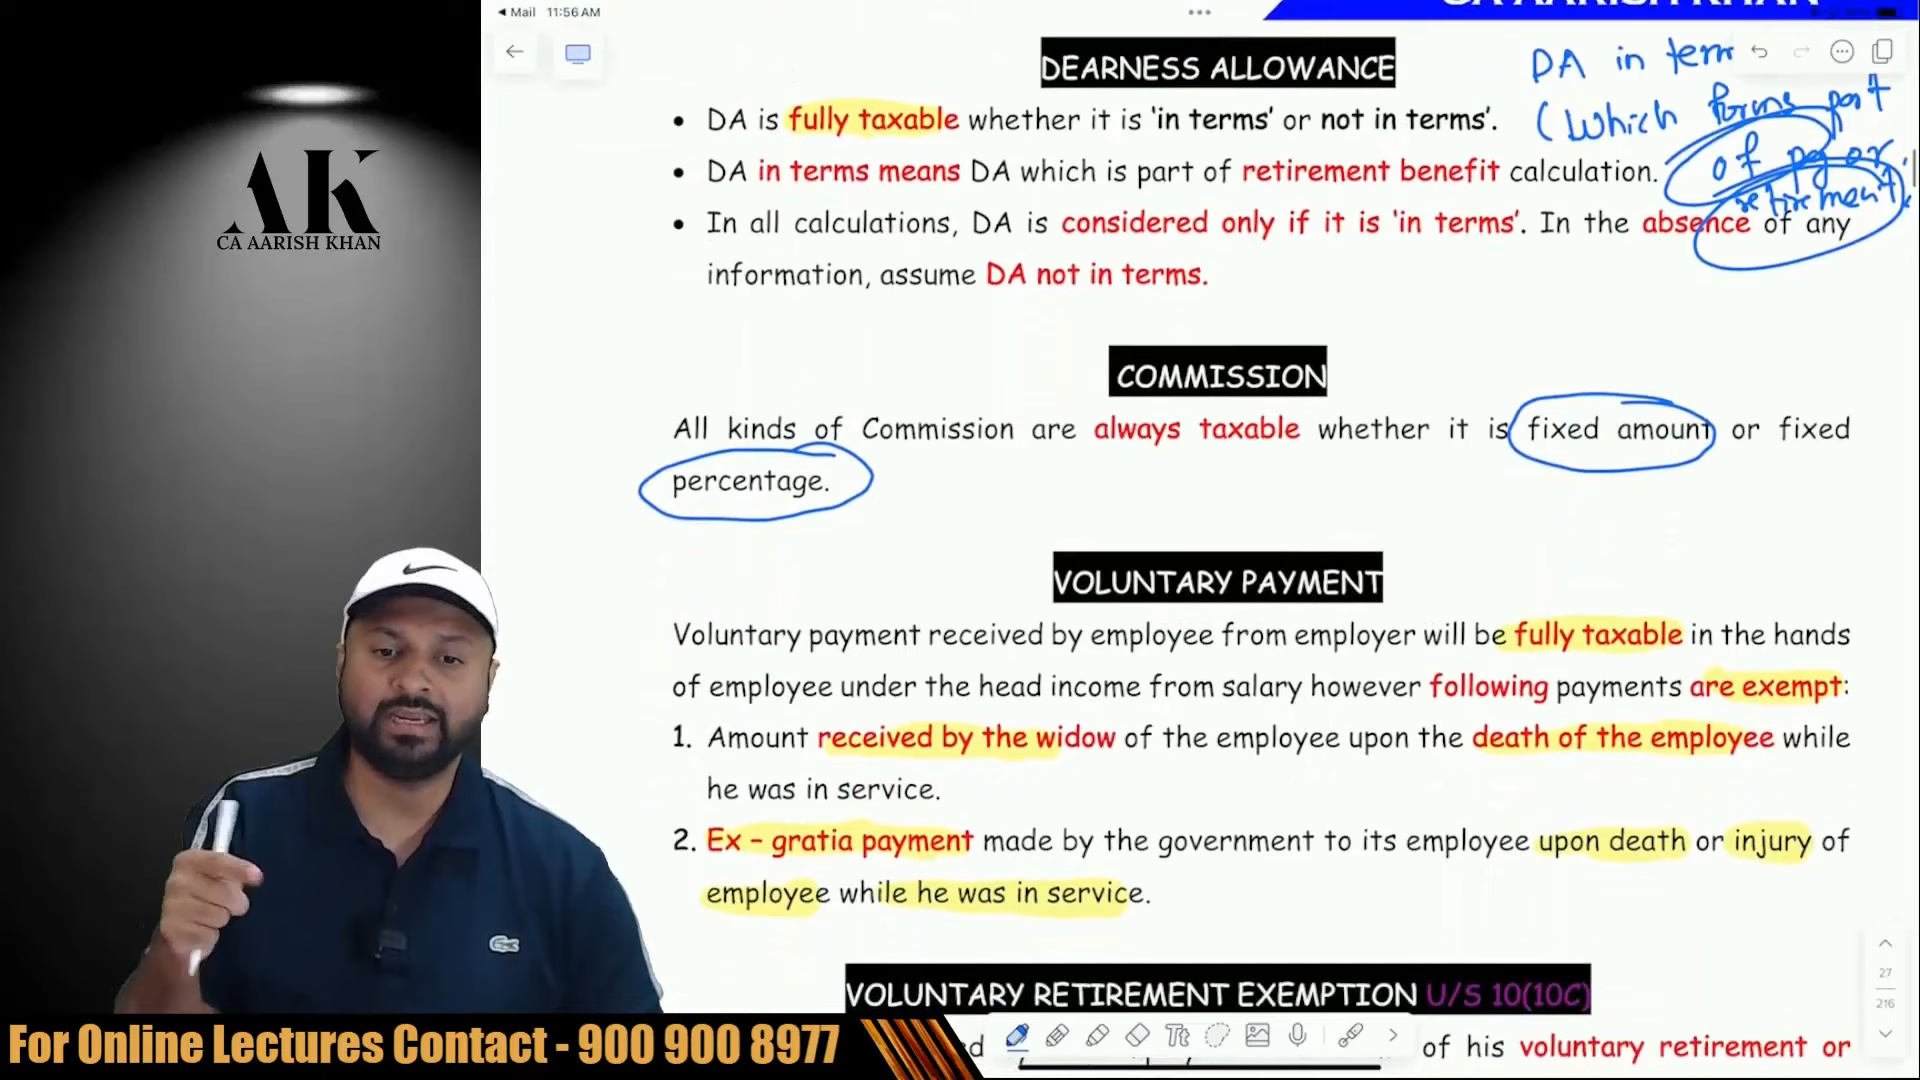 Mail 11:56 AM
DEARNESS ALLOWANCE
DA in term
(which forms part
of pg or
retirement.
• DA is fully taxable whether it is 'in terms' or not in terms'.
• DA in terms means DA which is part of retirement benefit calculation.
• In all calculations, DA is considered only if it is 'in terms'. In the absence of any
information, assume DA not in terms.
COMMISSION
All kinds of Commission are always taxable whether it is fixed amount or fixed
percentage.
VOLUNTARY PAYMENT
Voluntary payment received by employee from employer will be fully taxable in the hands
of employee under the head income from salary however following payments are exempt:
1. Amount received by the widow of the employee upon the death of the employee while
he was in service.
2. Ex – gratia payment made by the government to its employee upon death or injury of
employee while he was in service.
VOLUNTARY RETIREMENT EXEMPTION U/S 10(10C)
of his voluntary retirement or
27
216
Tt
AK
CA AARISH KHAN
For Online Lectures Contact - 900 900 8977